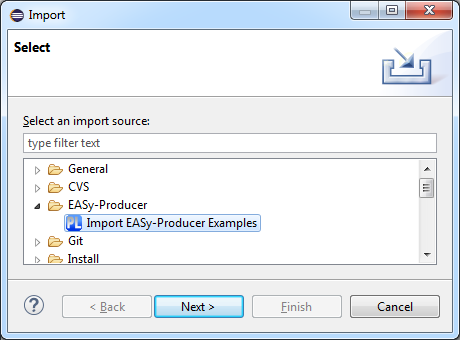 Import
Select
Select an import source:
type filter text
General
CVS
EASy-Producer
PL Import EASy-Producer Examples
Git
Install
? < Back Next > Finish Cancel